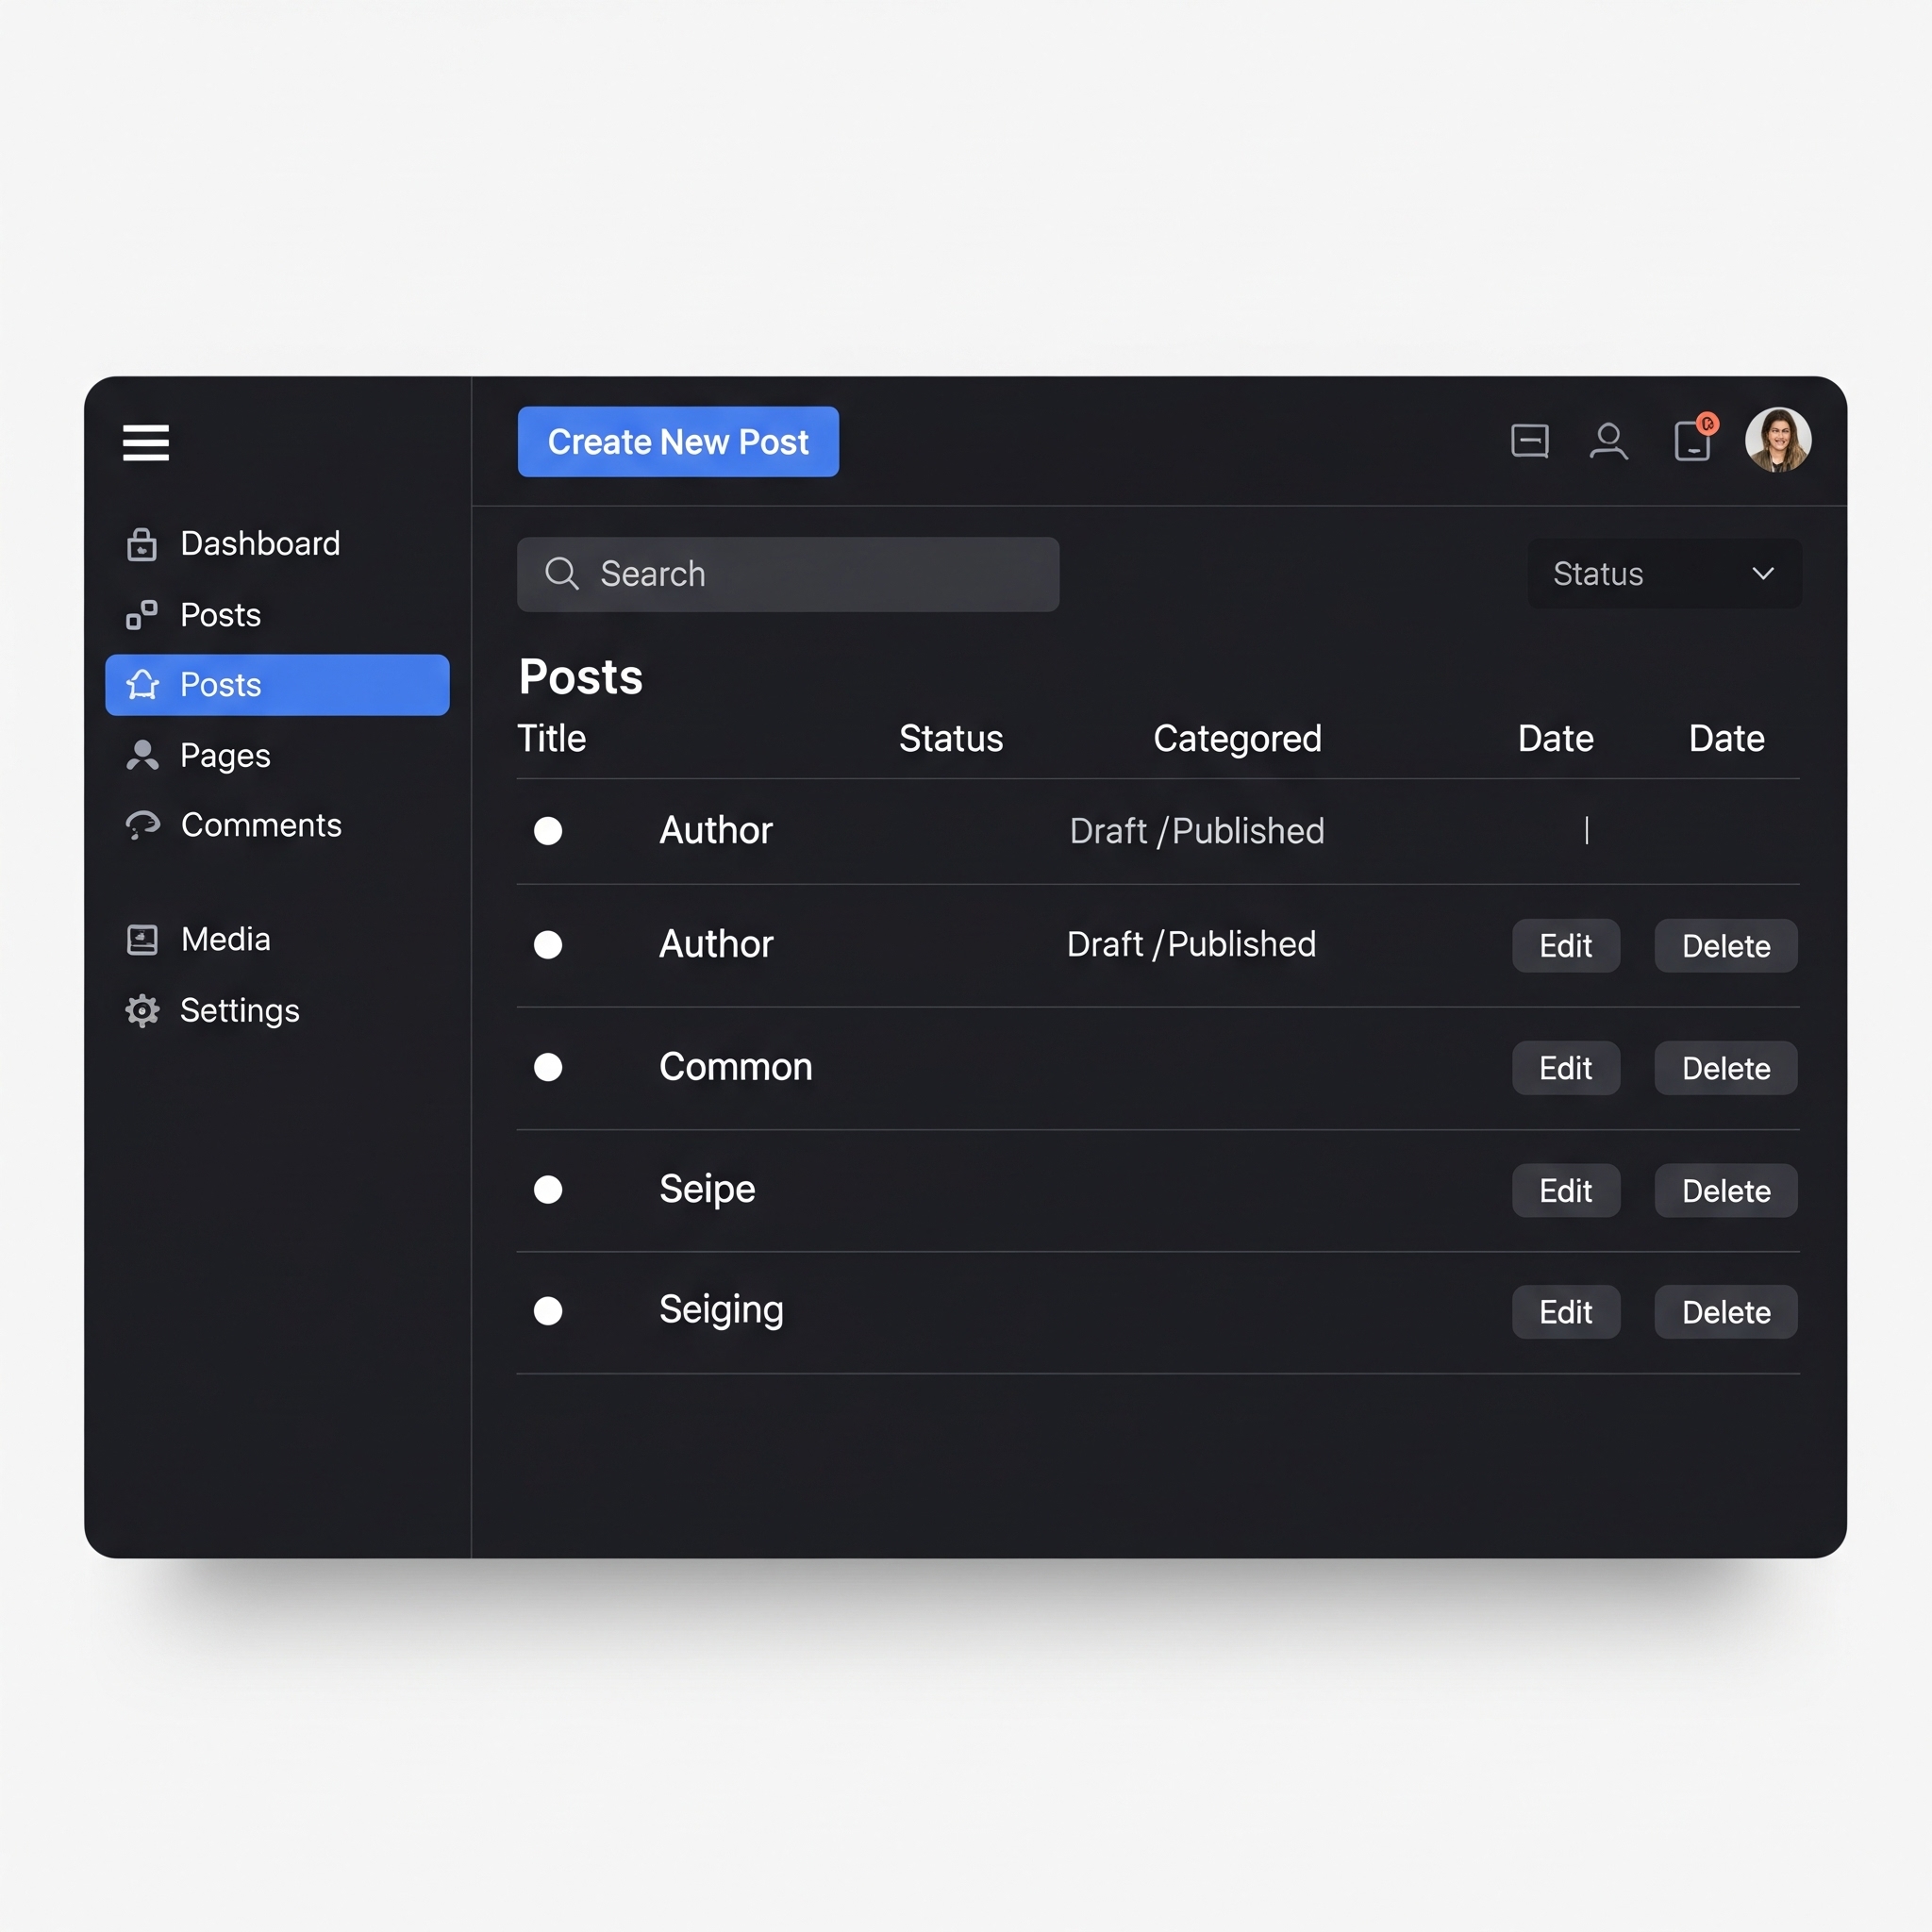 Create New Post
Dashboard
Posts
Posts
Pages
Comments
Media
Settings
Search
Status
Posts
Title Status Categored Date Date
Author Draft /Published |
Author Draft /Published Edit Delete
Common Edit Delete
Seipe Edit Delete
Seiging Edit Delete